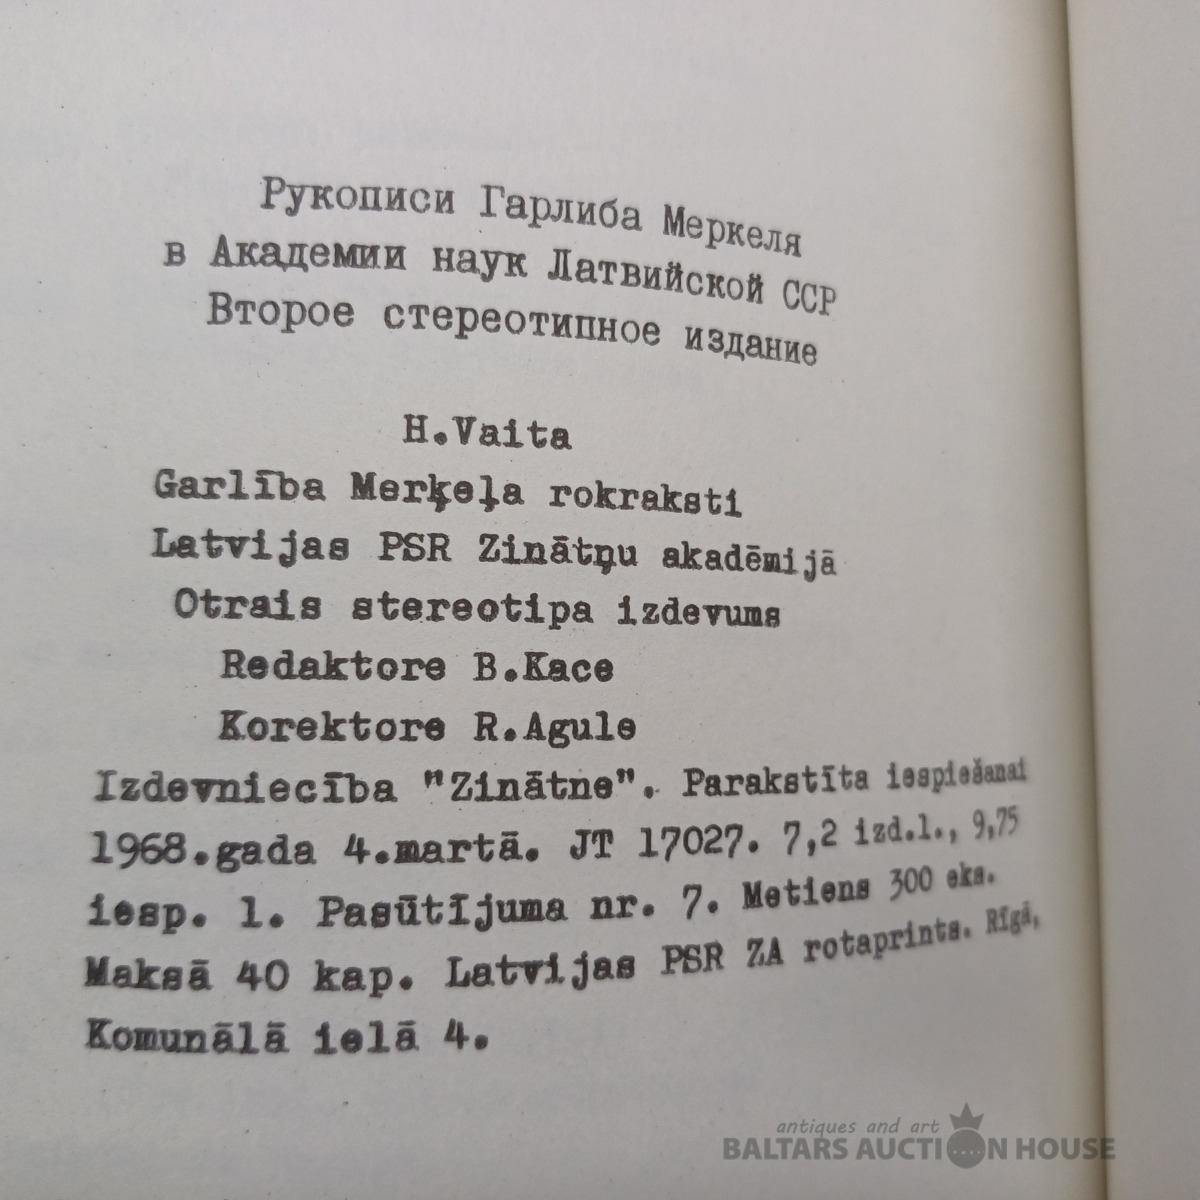 Рукописи Гарлиба Меркеля
в Академии наук Латвийской ССР
Второе стереотипное издание
H.Vaita
Garlība Merķeļa rokraksti
Latvijas PSR Zinātņu akadēmijā
Otrais stereotipa izdevums
Redaktore B.Kace
Korektore R.Agule
Izdevniecība "Zinātne". Parakstīta iespiešanai
1968.gada 4.martā. JT 17027. 7,2 izd.l., 9,75
iesp. l. Pasūtījuma nr. 7. Metiens 300 eks.
Maksā 40 kap. Latvijas PSR ZA rotaprints. Rīgā,
Komunālā ielā 4.
antiques and art
BALTARS AUCTION HOUSE